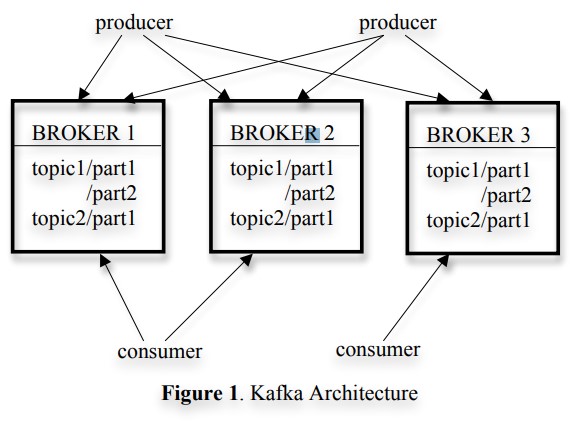 producer producer
BROKER 1
topic1/part1
/part2
topic2/part1
BROKER 2
topic1/part1
/part2
topic2/part1
BROKER 3
topic1/part1
/part2
topic2/part1
consumer consumer
Figure 1. Kafka Architecture